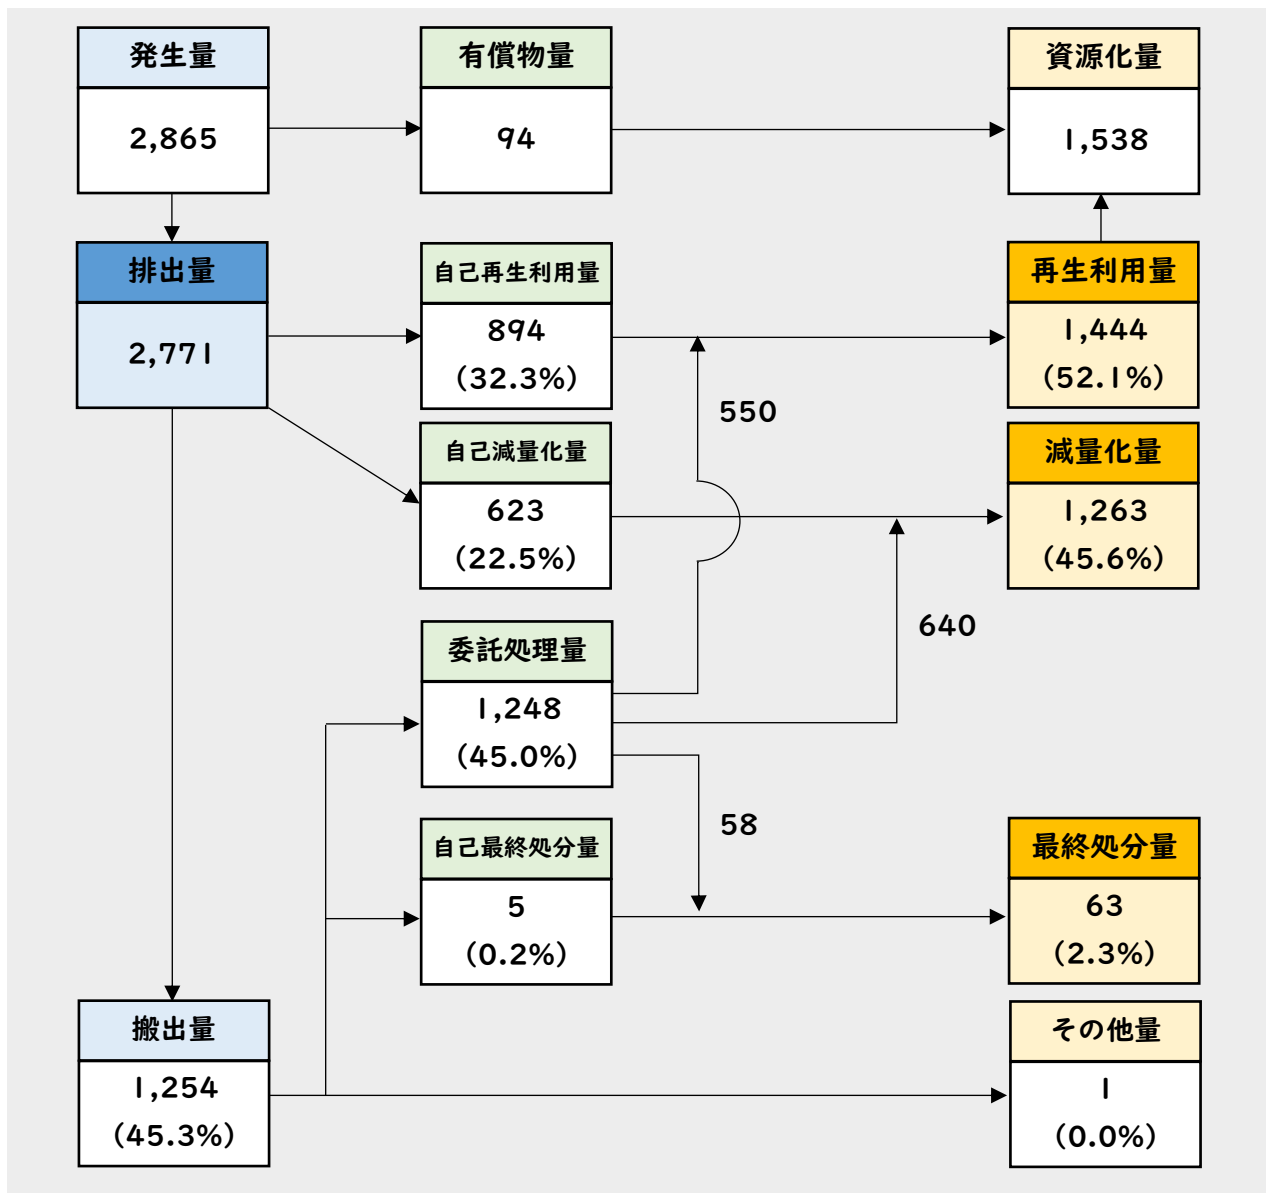 発生量
2,865
有償物量
94
資源化量
1,538
排出量
2,771
自己再生利用量
894
(32.3%)
再生利用量
1,444
(52.1%)
550
自己減量化量
623
(22.5%)
減量化量
1,263
(45.6%)
640
委託処理量
1,248
(45.0%)
58
自己最終処分量
5
(0.2%)
最終処分量
63
(2.3%)
搬出量
1,254
(45.3%)
その他量
1
(0.0%)